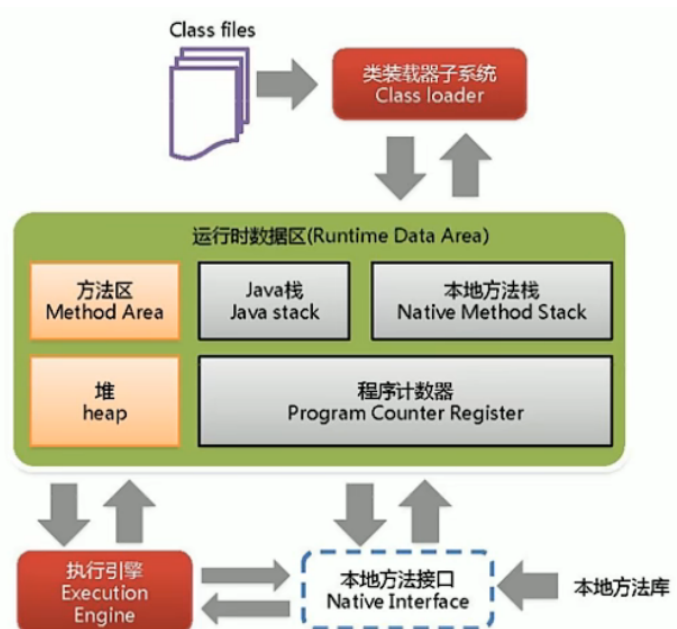 Class files
类装载器子系统
Class loader
运行时数据区(Runtime Data Area)
方法区
Method Area
Java栈
Java stack
本地方法栈
Native Method Stack
堆
heap
程序计数器
Program Counter Register
执行引擎
Execution
Engine
本地方法接口
Native Interface
本地方法库